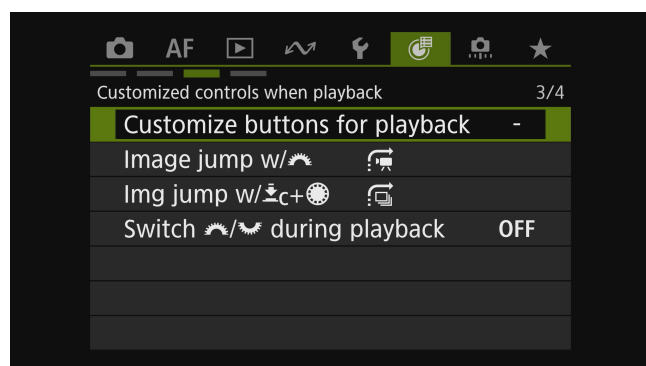 AF
Customized controls when playback 3/4
Customize buttons for playback -
Image jump w/
Img jump w/ C+
Switch / during playback OFF